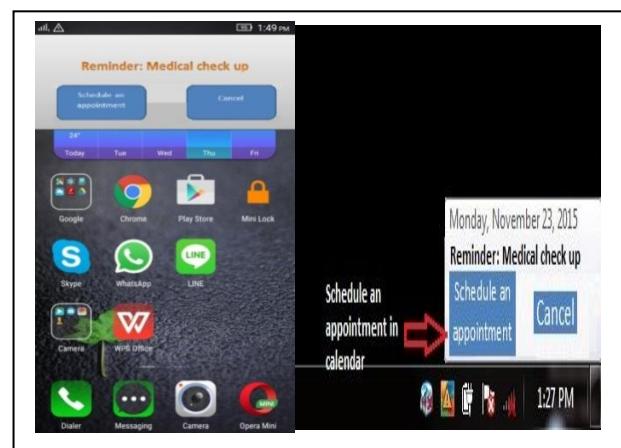 1:49 PM
Reminder: Medical check up
Schedule an
appointment
Cancel
24°
Today Tue Wed Thu Fri
Google Chrome Play Store Mini Lock
Skype WhatsApp LINE
LINE
Camera WPS Office
Dialer Messaging Camera Opera Mini
MINI
Schedule an
appointment in
calendar
Monday, November 23, 2015
Reminder: Medical check up
Schedule an
appointment
Cancel
1:27 PM